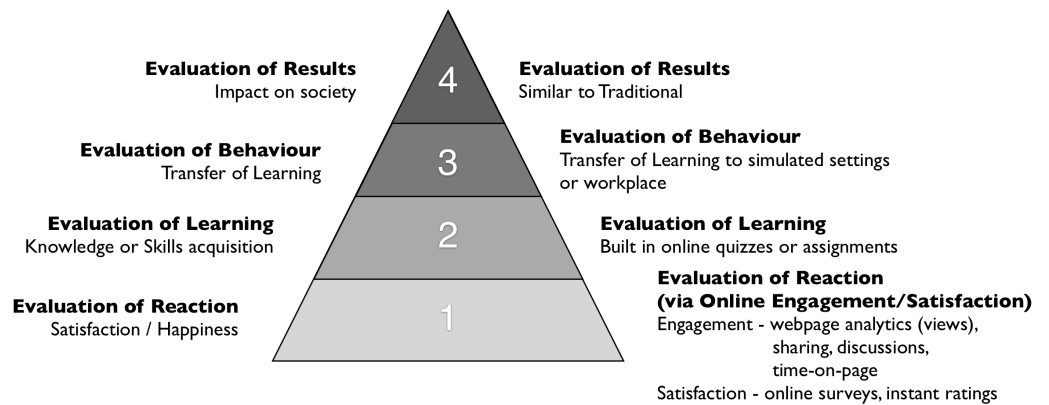 Evaluation of Results
Impact on society
4
Evaluation of Results
Similar to Traditional
Evaluation of Behaviour
Transfer of Learning
3
Evaluation of Behaviour
Transfer of Learning to simulated settings
or workplace
Evaluation of Learning
Knowledge or Skills acquisition
2
Evaluation of Learning
Built in online quizzes or assignments
Evaluation of Reaction
Satisfaction / Happiness
1
Evaluation of Reaction
(via Online Engagement/Satisfaction)
Engagement - webpage analytics (views),
sharing, discussions,
time-on-page
Satisfaction - online surveys, instant ratings